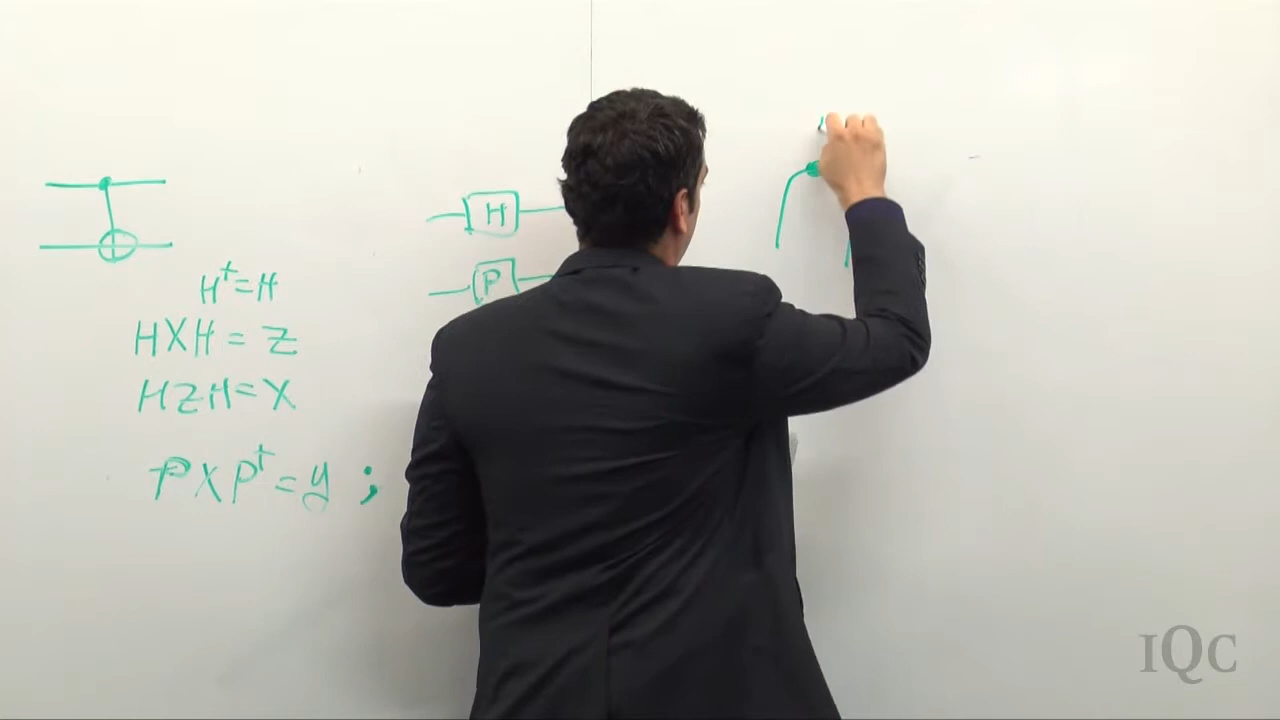 H† = H
HXH = Z
HZH = X
PXP† = y ;
H
P
IQC